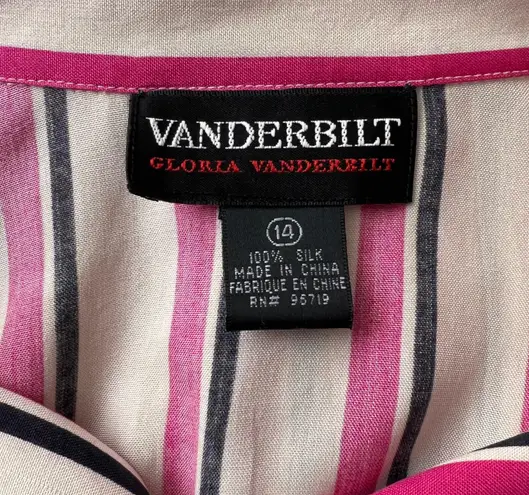 VANDERBILT
GLORIA VANDERBILT
14
100% SILK
MADE IN CHINA
FABRIQUE EN CHINE
RN# 96719